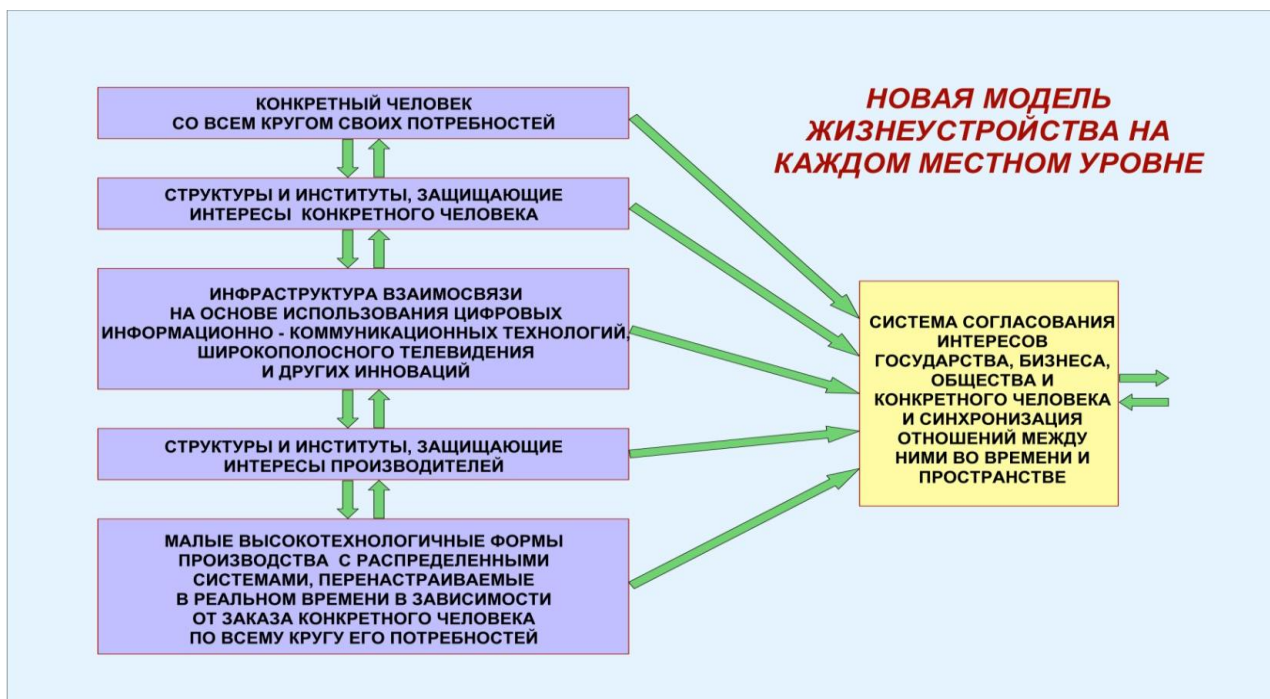 НОВАЯ МОДЕЛЬ
ЖИЗНЕУСТРОЙСТВА НА
КАЖДОМ МЕСТНОМ УРОВНЕ
КОНКРЕТНЫЙ ЧЕЛОВЕК
СО ВСЕМ КРУГОМ СВОИХ ПОТРЕБНОСТЕЙ
СТРУКТУРЫ И ИНСТИТУТЫ, ЗАЩИЩАЮЩИЕ
ИНТЕРЕСЫ КОНКРЕТНОГО ЧЕЛОВЕКА
ИНФРАСТРУКТУРА ВЗАИМОСВЯЗИ
НА ОСНОВЕ ИСПОЛЬЗОВАНИЯ ЦИФРОВЫХ
ИНФОРМАЦИОННО - КОММУНИКАЦИОННЫХ ТЕХНОЛОГИЙ,
ШИРОКОПОЛОСНОГО ТЕЛЕВИДЕНИЯ
И ДРУГИХ ИННОВАЦИЙ
СТРУКТУРЫ И ИНСТИТУТЫ, ЗАЩИЩАЮЩИЕ
ИНТЕРЕСЫ ПРОИЗВОДИТЕЛЕЙ
МАЛЫЕ ВЫСОКОТЕХНОЛОГИЧНЫЕ ФОРМЫ
ПРОИЗВОДСТВА С РАСПРЕДЕЛЕННЫМИ
СИСТЕМАМИ, ПЕРЕНАСТРАИВАЕМЫЕ
В РЕАЛЬНОМ ВРЕМЕНИ В ЗАВИСИМОСТИ
ОТ ЗАКАЗА КОНКРЕТНОГО ЧЕЛОВЕКА
ПО ВСЕМУ КРУГУ ЕГО ПОТРЕБНОСТЕЙ
СИСТЕМА СОГЛАСОВАНИЯ
ИНТЕРЕСОВ
ГОСУДАРСТВА, БИЗНЕСА,
ОБЩЕСТВА И
КОНКРЕТНОГО ЧЕЛОВЕКА
И СИНХРОНИЗАЦИЯ
ОТНОШЕНИЙ МЕЖДУ
НИМИ ВО ВРЕМЕНИ И
ПРОСТРАНСТВЕ